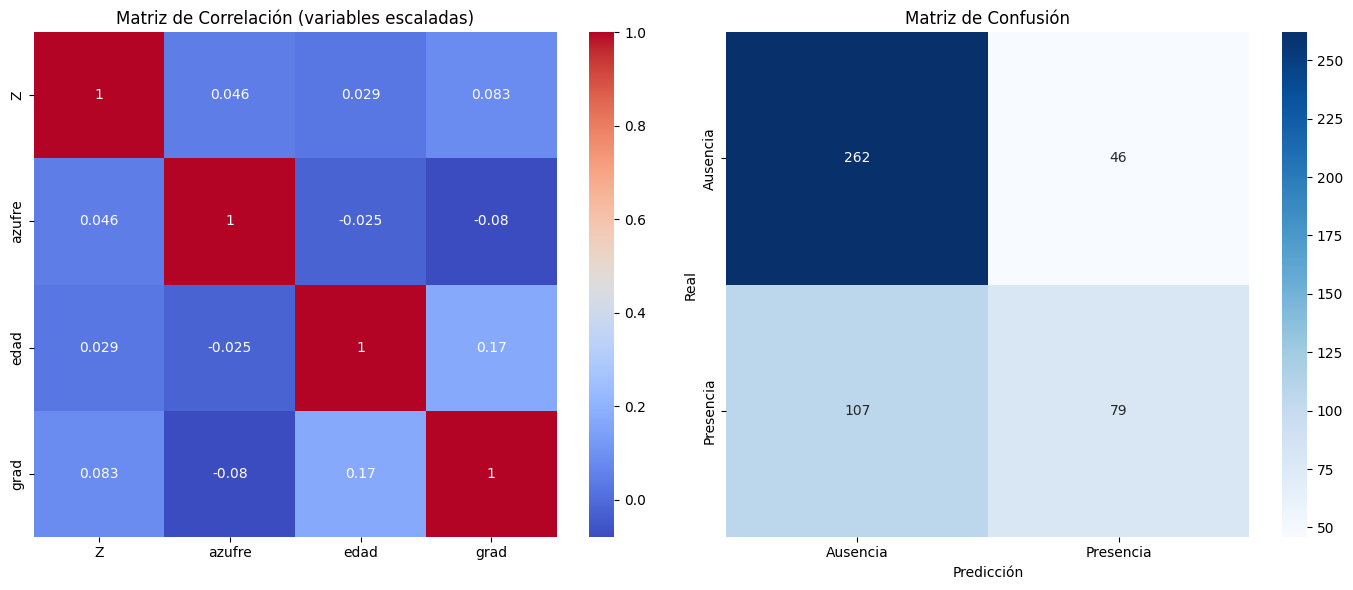 Matriz de Correlación (variables escaladas)
Z
1
0.046
0.029
0.083
azufre
0.046
1
-0.025
-0.08
edad
0.029
-0.025
1
0.17
grad
0.083
-0.08
0.17
1
Z
azufre
edad
grad
1.0
0.8
0.6
0.4
0.2
0.0
Matriz de Confusión
Real
Ausencia
262
46
Presencia
107
79
Ausencia
Presencia
Predicción
250
225
200
175
150
125
100
75
50